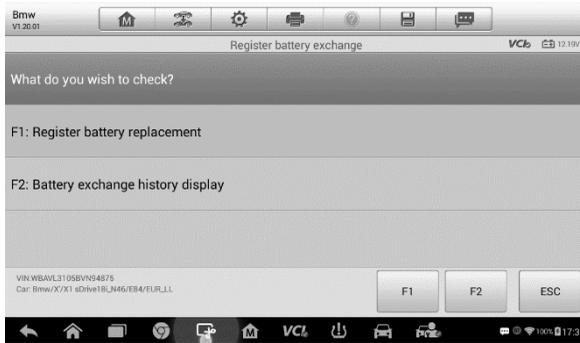 Bmw
V1.20.01
Register battery exchange
VCI 12.19V
What do you wish to check?
F1: Register battery replacement
F2: Battery exchange history display
VIN:WBAVL3105BVN94875
Car: Bmw/X'/X1 sDrive18i_N46/E84/EUR_LL
F1 F2 ESC
VCI 100% 17:3